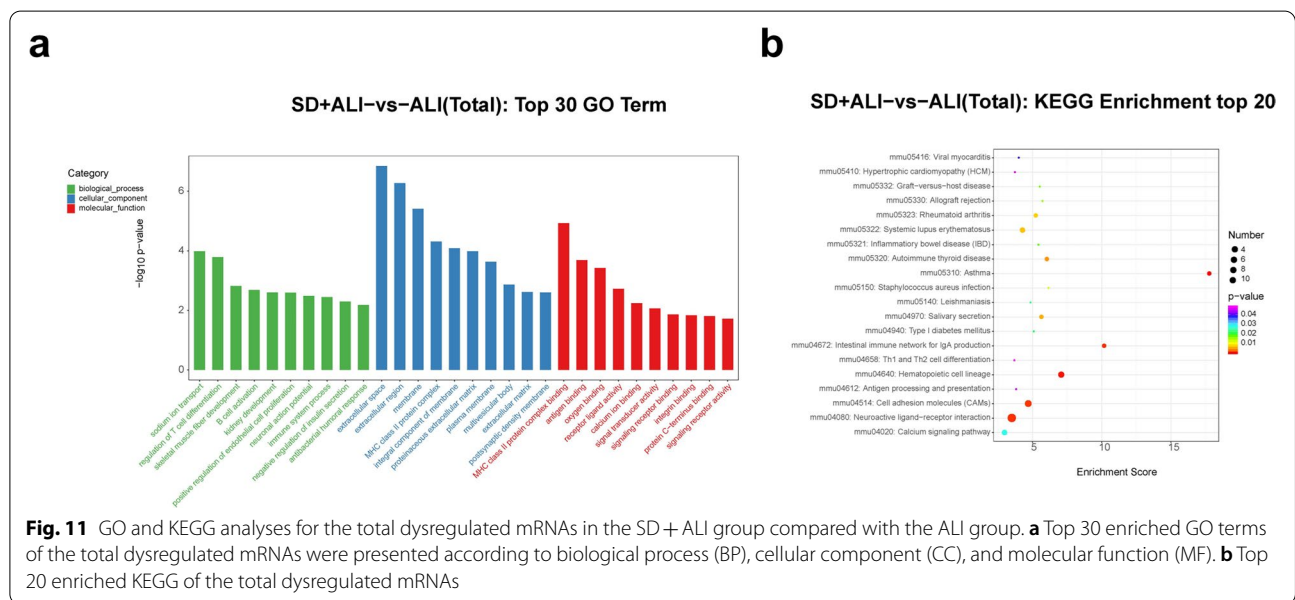 a
SD+ALI−vs−ALI(Total): Top 30 GO Term
Category
biological_process
cellular_component
molecular_function
−log10 p−value
6
4
2
0
sodium ion transport
regulation of T cell differentiation
skeletal muscle fiber development
B cell activation
kidney development
positive regulation of endothelial cell proliferation
neuronal action potential
immune system process
negative regulation of insulin secretion
antibacterial humoral response
extracellular space
extracellular region
membrane
MHC class II protein complex
integral component of membrane
proteinaceous extracellular matrix
plasma membrane
multivesicular body
extracellular matrix
postsynaptic density membrane
MHC class II protein complex binding
antigen binding
oxygen binding
receptor ligand activity
calcium ion binding
signal transducer activity
signaling receptor binding
integrin binding
protein C−terminus binding
signaling receptor activity
b
SD+ALI−vs−ALI(Total): KEGG Enrichment top 20
mmu05416: Viral myocarditis
mmu05410: Hypertrophic cardiomyopathy (HCM)
mmu05332: Graft−versus−host disease
mmu05330: Allograft rejection
mmu05323: Rheumatoid arthritis
mmu05322: Systemic lupus erythematosus
mmu05321: Inflammatory bowel disease (IBD)
mmu05320: Autoimmune thyroid disease
mmu05310: Asthma
mmu05150: Staphylococcus aureus infection
mmu05140: Leishmaniasis
mmu04970: Salivary secretion
mmu04940: Type I diabetes mellitus
mmu04672: Intestinal immune network for IgA production
mmu04658: Th1 and Th2 cell differentiation
mmu04640: Hematopoietic cell lineage
mmu04612: Antigen processing and presentation
mmu04514: Cell adhesion molecules (CAMs)
mmu04080: Neuroactive ligand−receptor interaction
mmu04020: Calcium signaling pathway
5
10
15
Enrichment Score
Number
4
6
8
10
p−value
0.04
0.03
0.02
0.01
Fig. 11 GO and KEGG analyses for the total dysregulated mRNAs in the SD + ALI group compared with the ALI group. a Top 30 enriched GO terms
of the total dysregulated mRNAs were presented according to biological process (BP), cellular component (CC), and molecular function (MF). b Top
20 enriched KEGG of the total dysregulated mRNAs